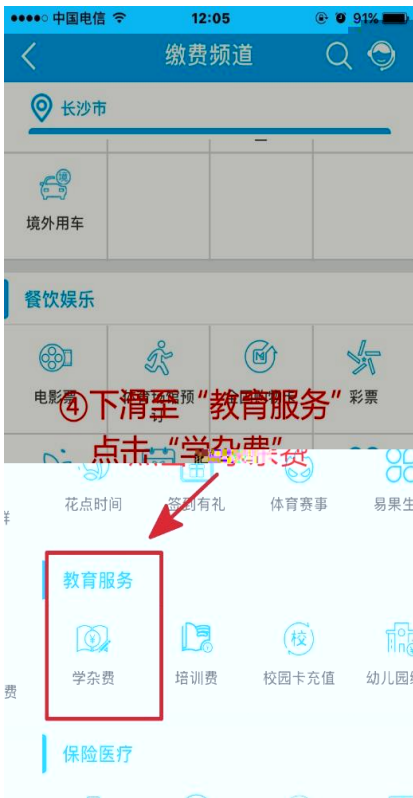 中国电信 12:05 91%
缴费频道
长沙市
境外用车
餐饮娱乐
电影票 彩票
④下滑至“教育服务”
点击“学杂费”
花点时间 签到有礼 体育赛事 易果生
教育服务
学杂费 培训费 校园卡充值 幼儿园
费
保险医疗